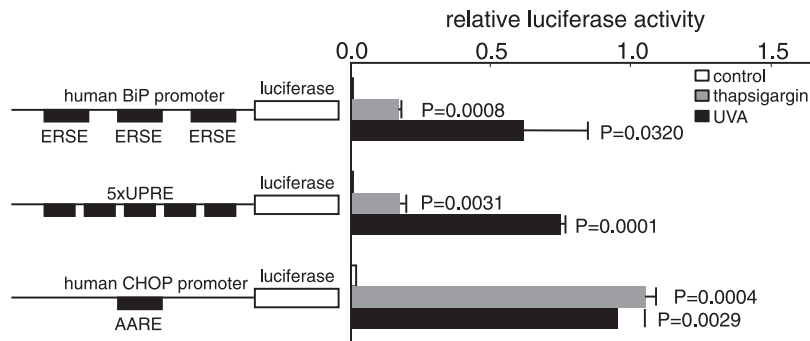 relative luciferase activity
0.0 0.5 1.0 1.5
control
thapsigargin
UVA
human BiP promoter
luciferase
ERSE ERSE ERSE
P=0.0008
P=0.0320
5xUPRE
luciferase
P=0.0031
P=0.0001
human CHOP promoter
luciferase
AARE
P=0.0004
P=0.0029